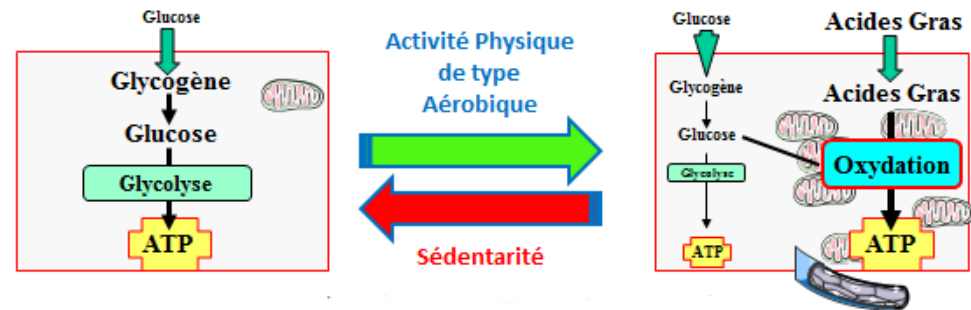 Glucose
Glycogène
Glucose
Glycolyse
ATP
Activité Physique
de type
Aérobique
Sédentarité
Glucose
Glycogène
Glucose
Glycolyse
ATP
Acides Gras
Acides Gras
Oxydation
ATP